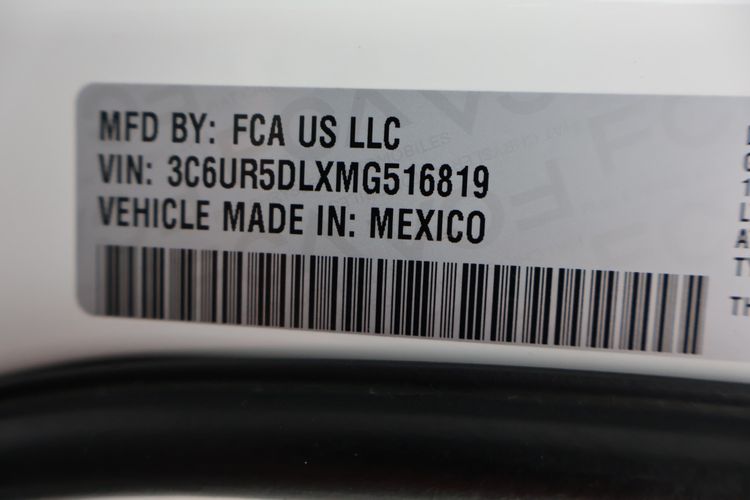 MFD BY: FCA US LLC
VIN: 3C6UR5DLXMG516819
VEHICLE MADE IN: MEXICO